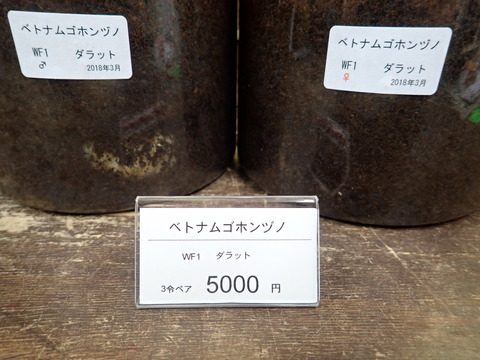 ベトナムゴホンヅノ
WF1 ダラット
♂ 2018年3月
ベトナムゴホンヅノ
WF1 ダラット
♀ 2018年3月
ベトナムゴホンヅノ
WF1 ダラット
3令ペア 5000 円